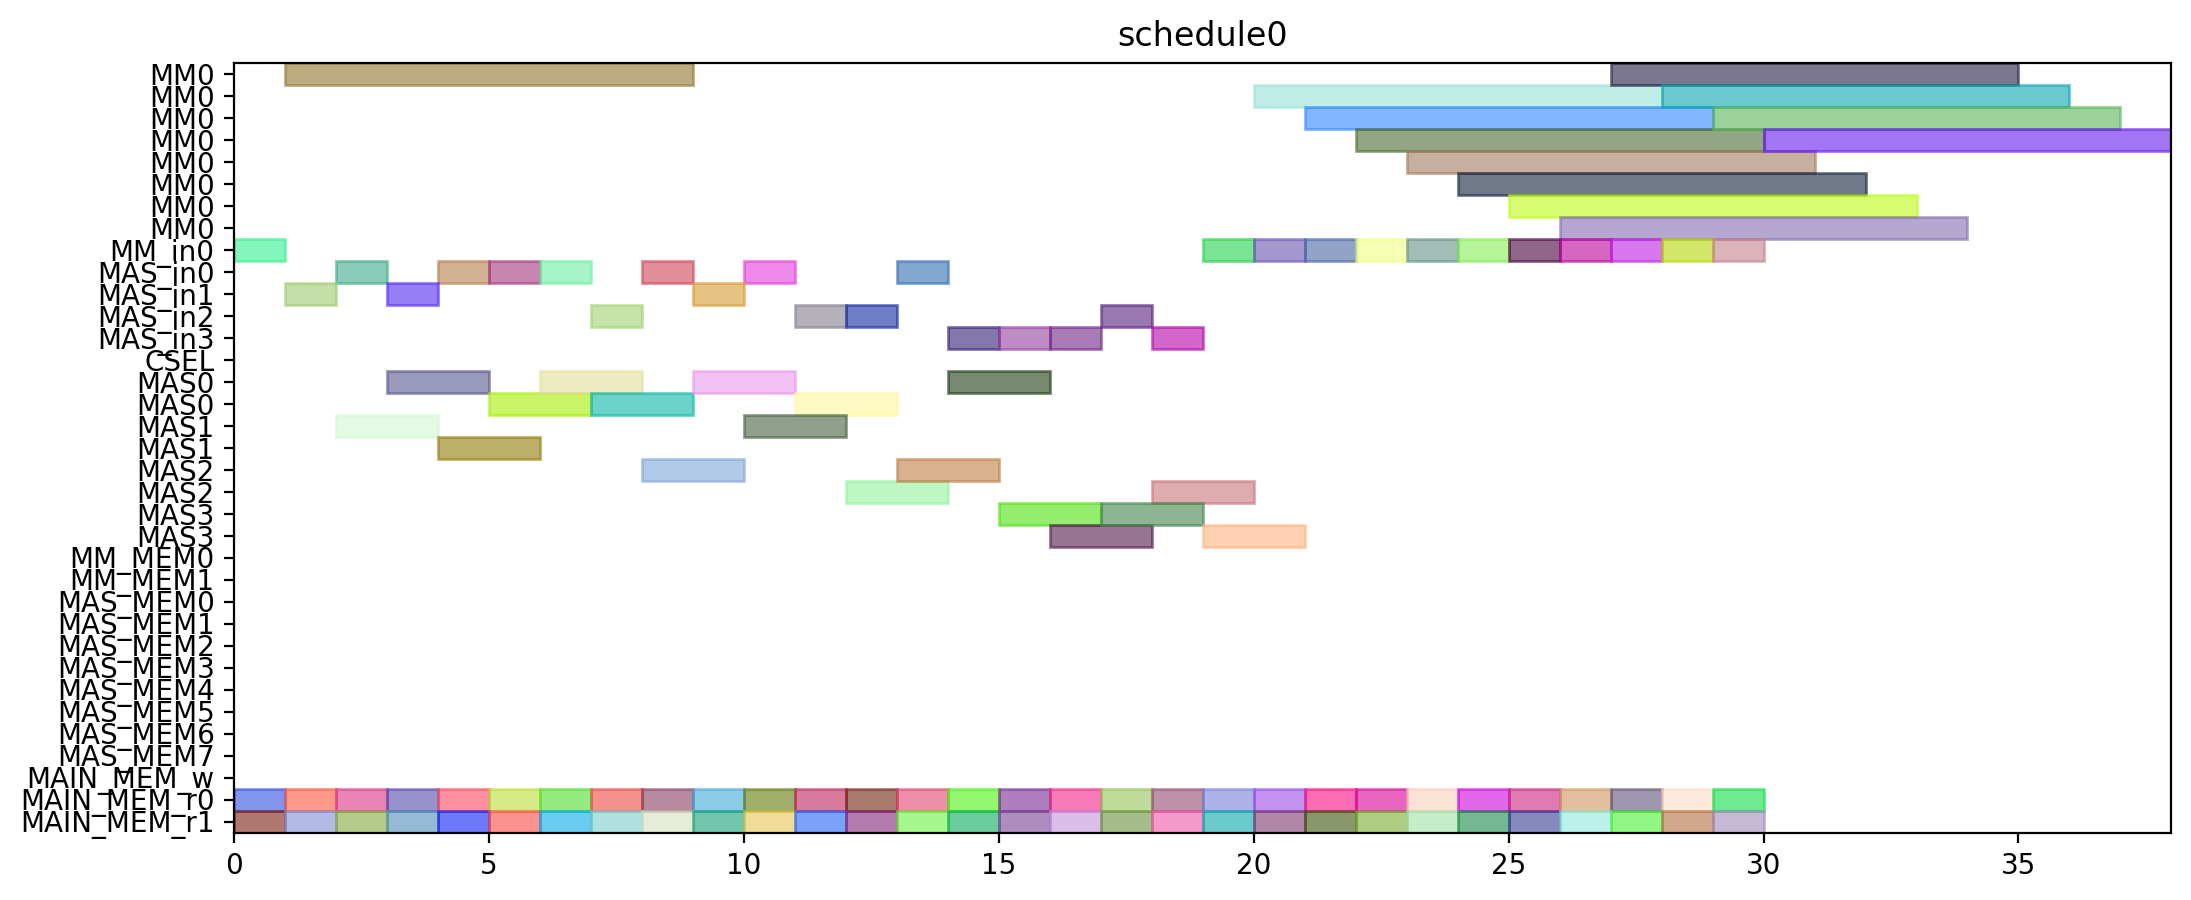 schedule0
MM0
MM0
MM0
MM0
MM0
MM0
MM0
MM0
MM_in0
MAS_in0
MAS_in1
MAS_in2
MAS_in3
CSEL
MAS0
MAS0
MAS1
MAS1
MAS2
MAS2
MAS3
MAS3
MM_MEM0
MM_MEM1
MAS_MEM0
MAS_MEM1
MAS_MEM2
MAS_MEM3
MAS_MEM4
MAS_MEM5
MAS_MEM6
MAS_MEM7
MAIN_MEM_w
MAIN_MEM_r0
MAIN_MEM_r1
0 5 10 15 20 25 30 35